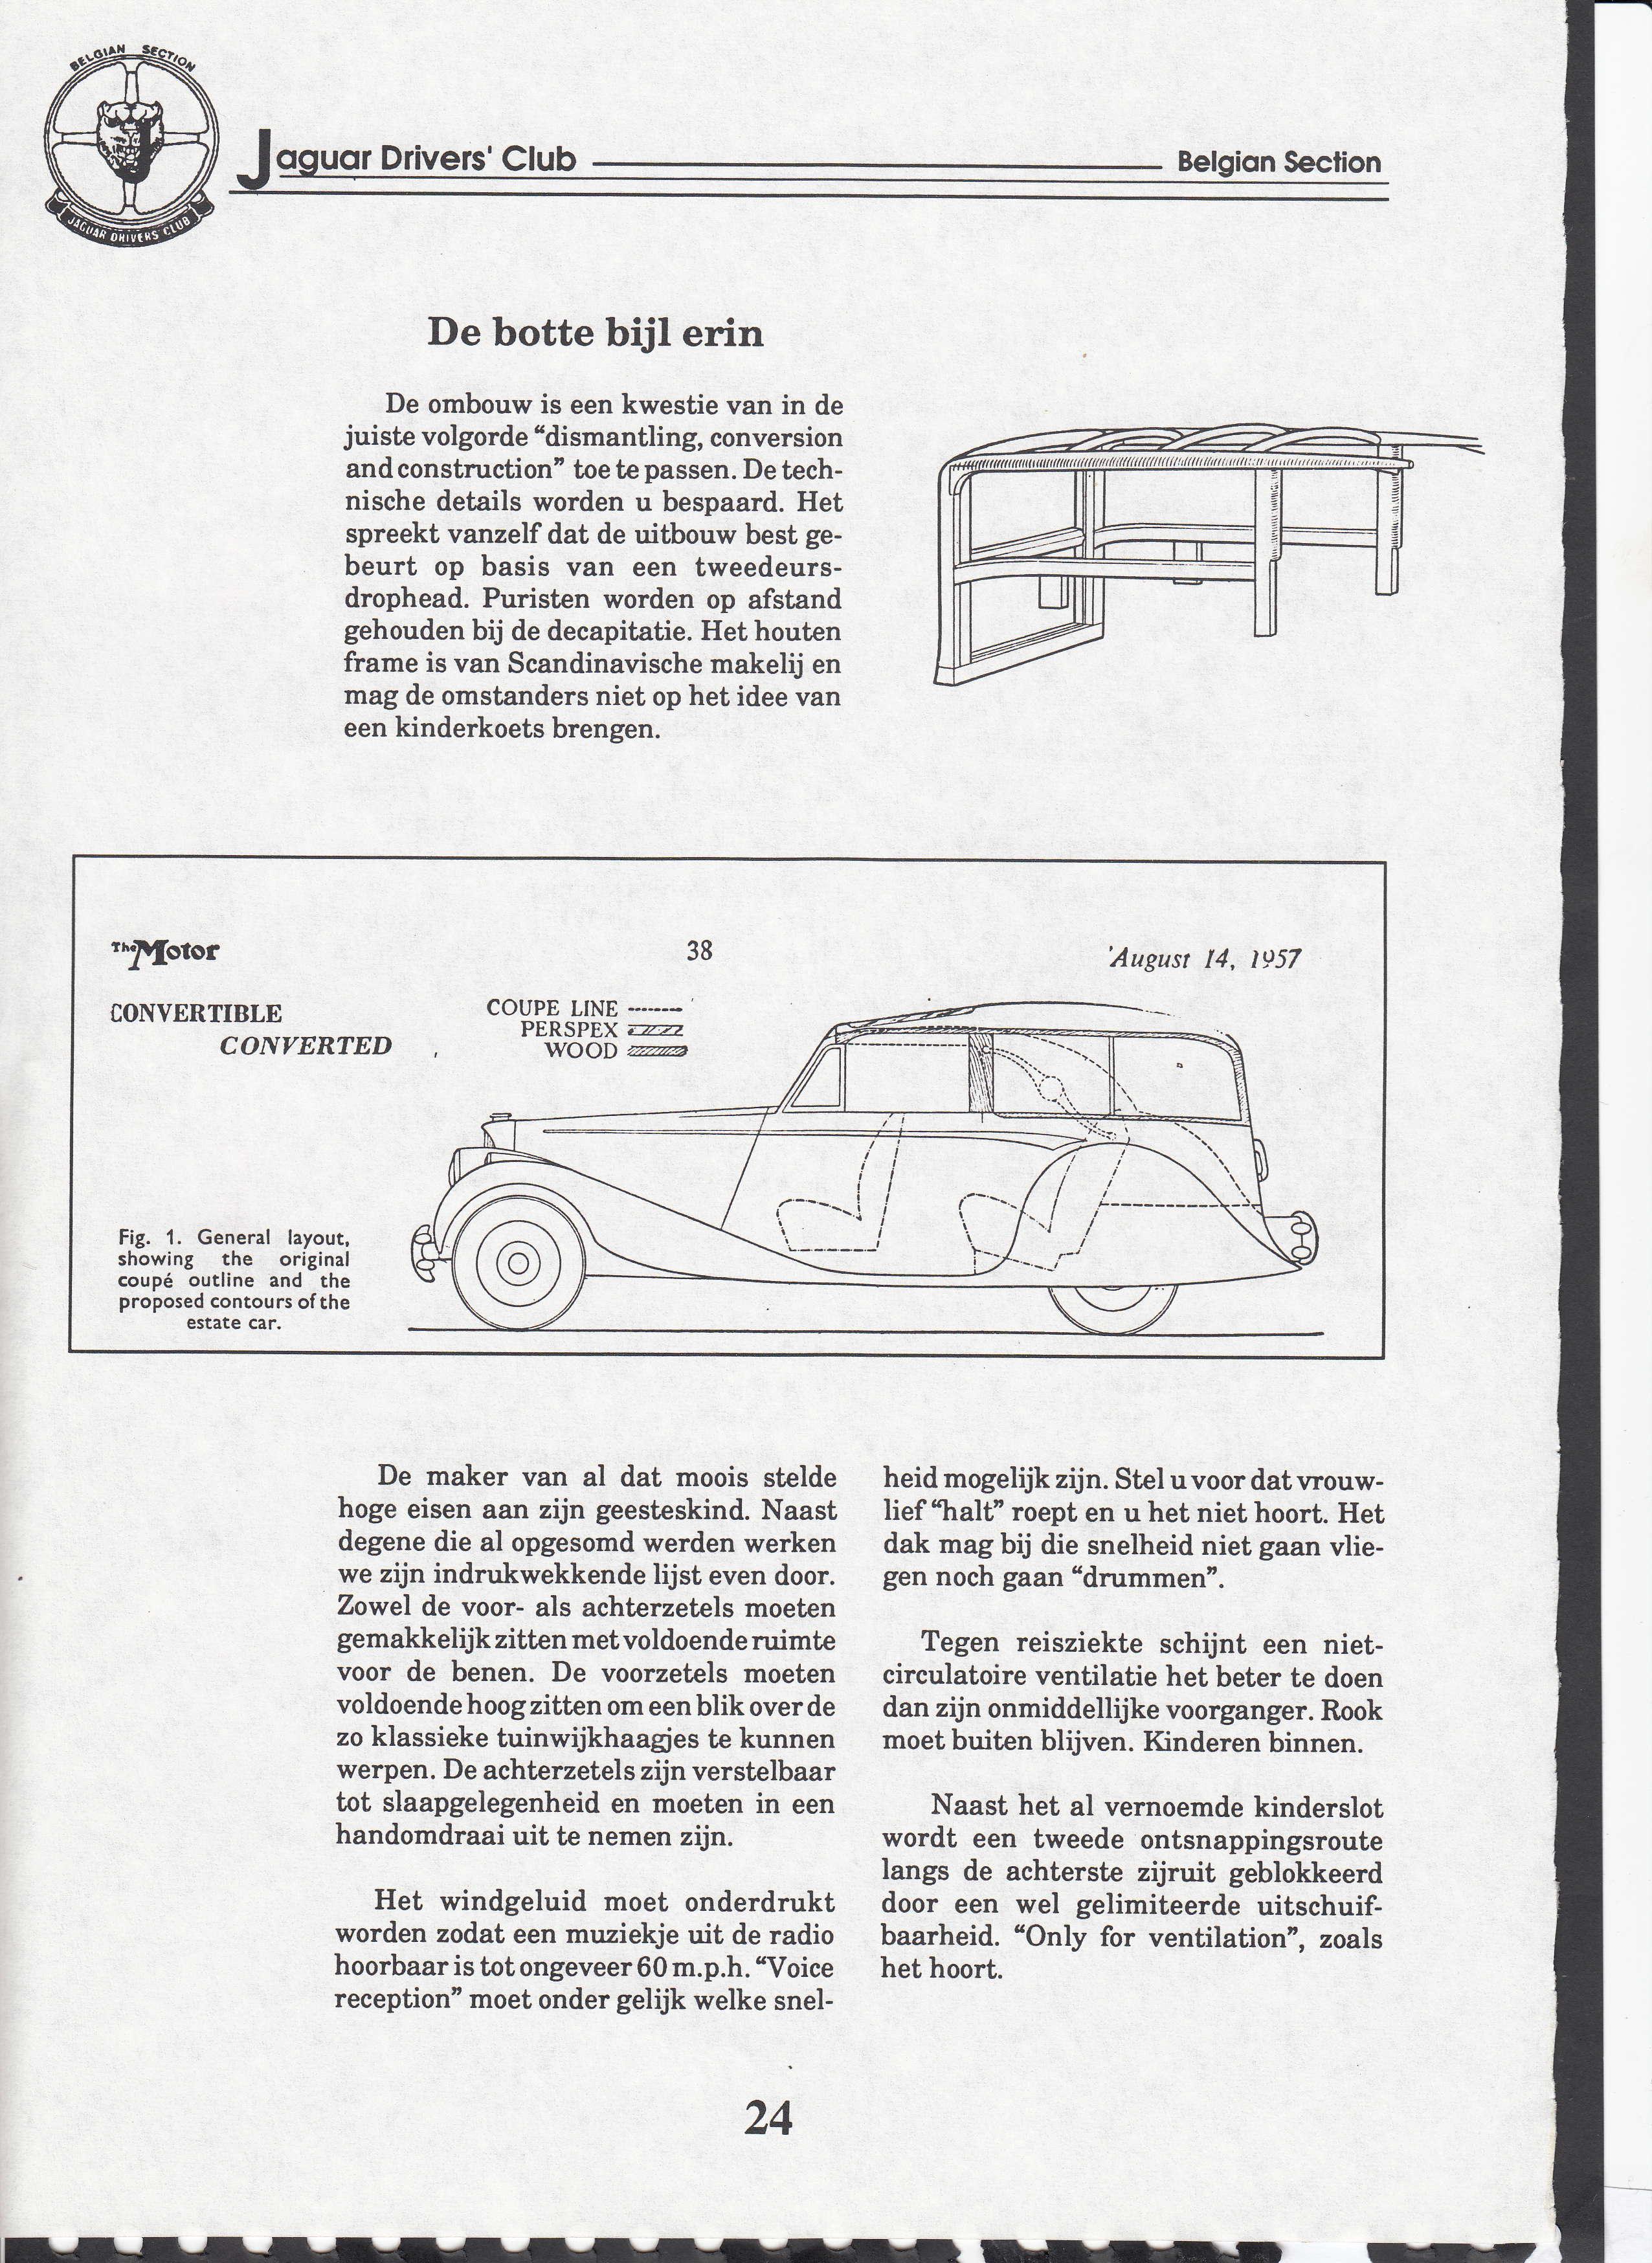 BELGIAN SECTION
JAGUAR DRIVERS' CLUB
Jaguar Drivers' Club
Belgian Section
De botte bijl erin
De ombouw is een kwestie van in de
juiste volgorde “dismantling, conversion
and construction” toe te passen. De tech-
nische details worden u bespaard. Het
spreekt vanzelf dat de uitbouw best ge-
beurt op basis van een tweedeurs-
drophead. Puristen worden op afstand
gehouden bij de decapitatie. Het houten
frame is van Scandinavische makelij en
mag de omstanders niet op het idee van
een kinderkoets brengen.
The Motor
38
August 14, 1957
CONVERTIBLE
CONVERTED
COUPE LINE
PERSPEX
WOOD
Fig. 1. General layout,
showing the original
coupé outline and the
proposed contours of the
estate car.
De maker van al dat moois stelde
hoge eisen aan zijn geesteskind. Naast
degene die al opgesomd werden werken
we zijn indrukwekkende lijst even door.
Zowel de voor- als achterzetels moeten
gemakkelijk zitten met voldoende ruimte
voor de benen. De voorzetels moeten
voldoende hoog zitten om een blik over de
zo klassieke tuinwijkhaagjes te kunnen
werpen. De achterzetels zijn verstelbaar
tot slaapgelegenheid en moeten in een
handomdraai uit te nemen zijn.
Het windgeluid moet onderdrukt
worden zodat een muziekje uit de radio
hoorbaar is tot ongeveer 60 m.p.h. “Voice
reception” moet onder gelijk welke snel-
heid mogelijk zijn. Stel u voor dat vrouw-
lief “halt” roept en u het niet hoort. Het
dak mag bij die snelheid niet gaan vlie-
gen noch gaan “drummen”.
Tegen reisziekte schijnt een niet-
circulatoire ventilatie het beter te doen
dan zijn onmiddellijke voorganger. Rook
moet buiten blijven. Kinderen binnen.
Naast het al vernoemde kinderslot
wordt een tweede ontsnappingsroute
langs de achterste zijruit geblokkeerd
door een wel gelimiteerde uitschuif-
baarheid. “Only for ventilation”, zoals
het hoort.
24